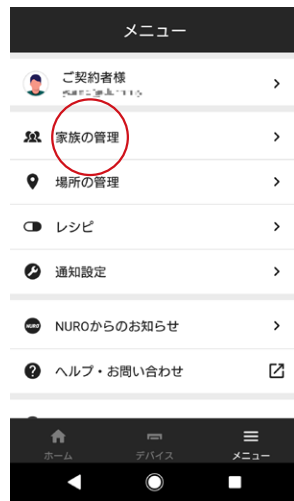 メニュー
ご契約者様
家族の管理
場所の管理
レシピ
通知設定
NURO
NUROからのお知らせ
ヘルプ・お問い合わせ
ホーム
デバイス
メニュー